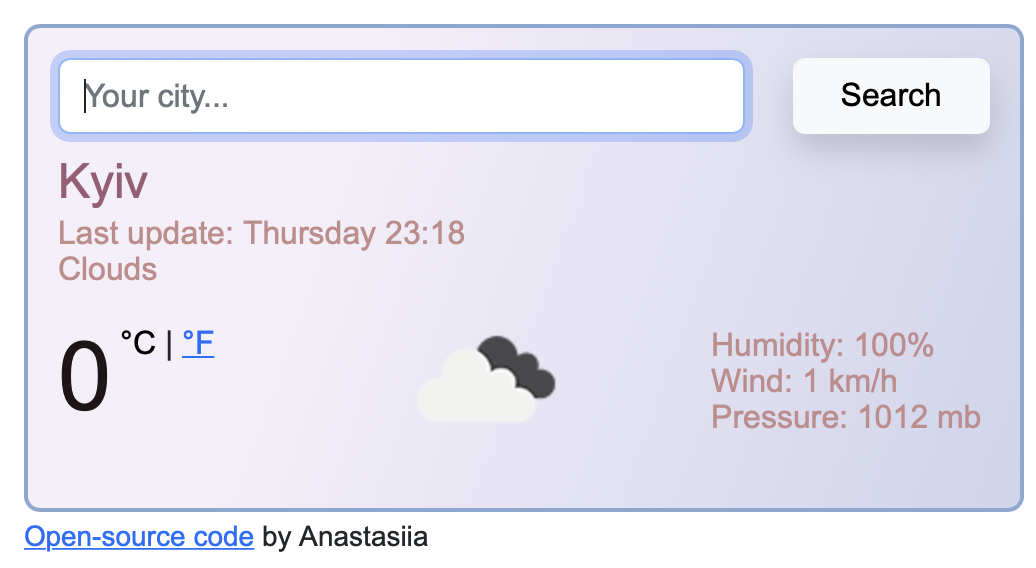 Your city...
Search
Kyiv
Last update: Thursday 23:18
Clouds
0 °C | °F
Humidity: 100%
Wind: 1 km/h
Pressure: 1012 mb
Open-source code by Anastasiia